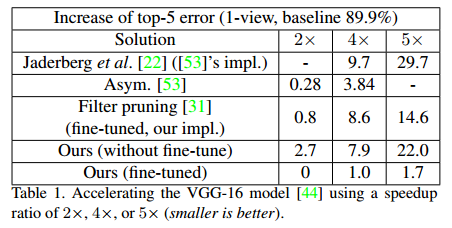 Increase of top-5 error (1-view, baseline 89.9%)
Solution 2× 4× 5×
Jaderberg et al. [22] ([53]'s impl.) - 9.7 29.7
Asym. [53] 0.28 3.84 -
Filter pruning [31]
(fine-tuned, our impl.) 0.8 8.6 14.6
Ours (without fine-tune) 2.7 7.9 22.0
Ours (fine-tuned) 0 1.0 1.7
Table 1. Accelerating the VGG-16 model [44] using a speedup
ratio of 2×, 4×, or 5× (smaller is better).